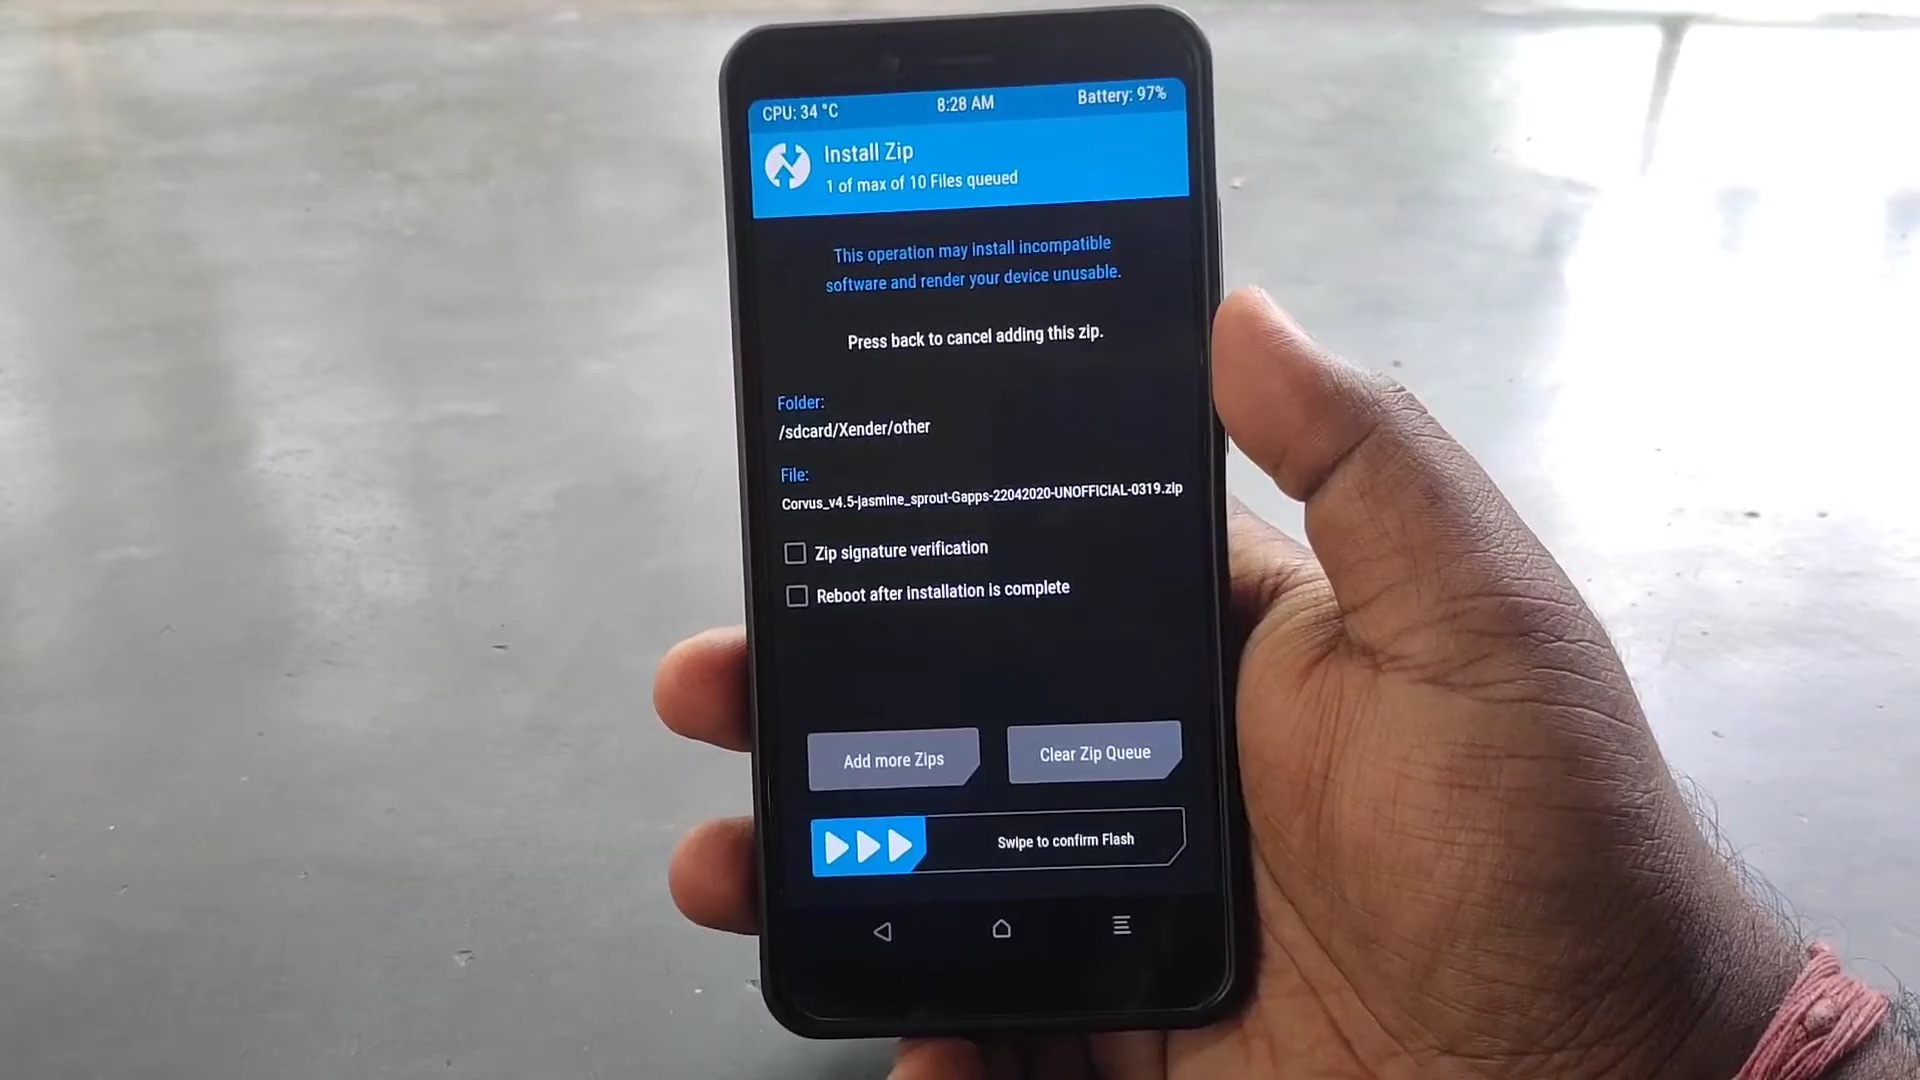 CPU: 34 °C 8:28 AM Battery: 97%
Install Zip
1 of max of 10 Files queued
This operation may install incompatible
software and render your device unusable.
Press back to cancel adding this zip.
Folder:
/sdcard/Xender/other
File:
Corvus_v4.5-jasmine_sprout-Gapps-22042020-UNOFFICIAL-0319.zip
Zip signature verification
Reboot after installation is complete
Add more Zips Clear Zip Queue
Swipe to confirm Flash